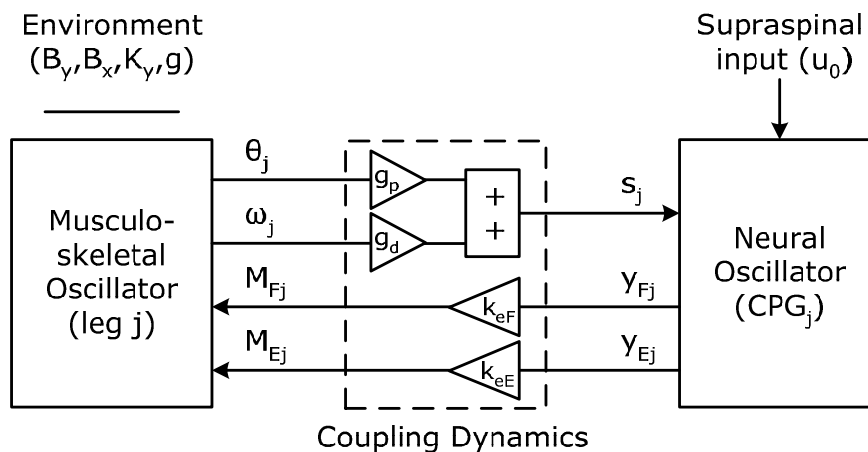 Environment
(B_y,B_x,K_y,g)
Supraspinal
input (u_0)
Musculo-
skeletal
Oscillator
(leg j)
θ_j
ω_j
M_Fj
M_Ej
g_p
g_d
+
+
k_eF
k_eE
s_j
y_Fj
y_Ej
Neural
Oscillator
(CPG_j)
Coupling Dynamics